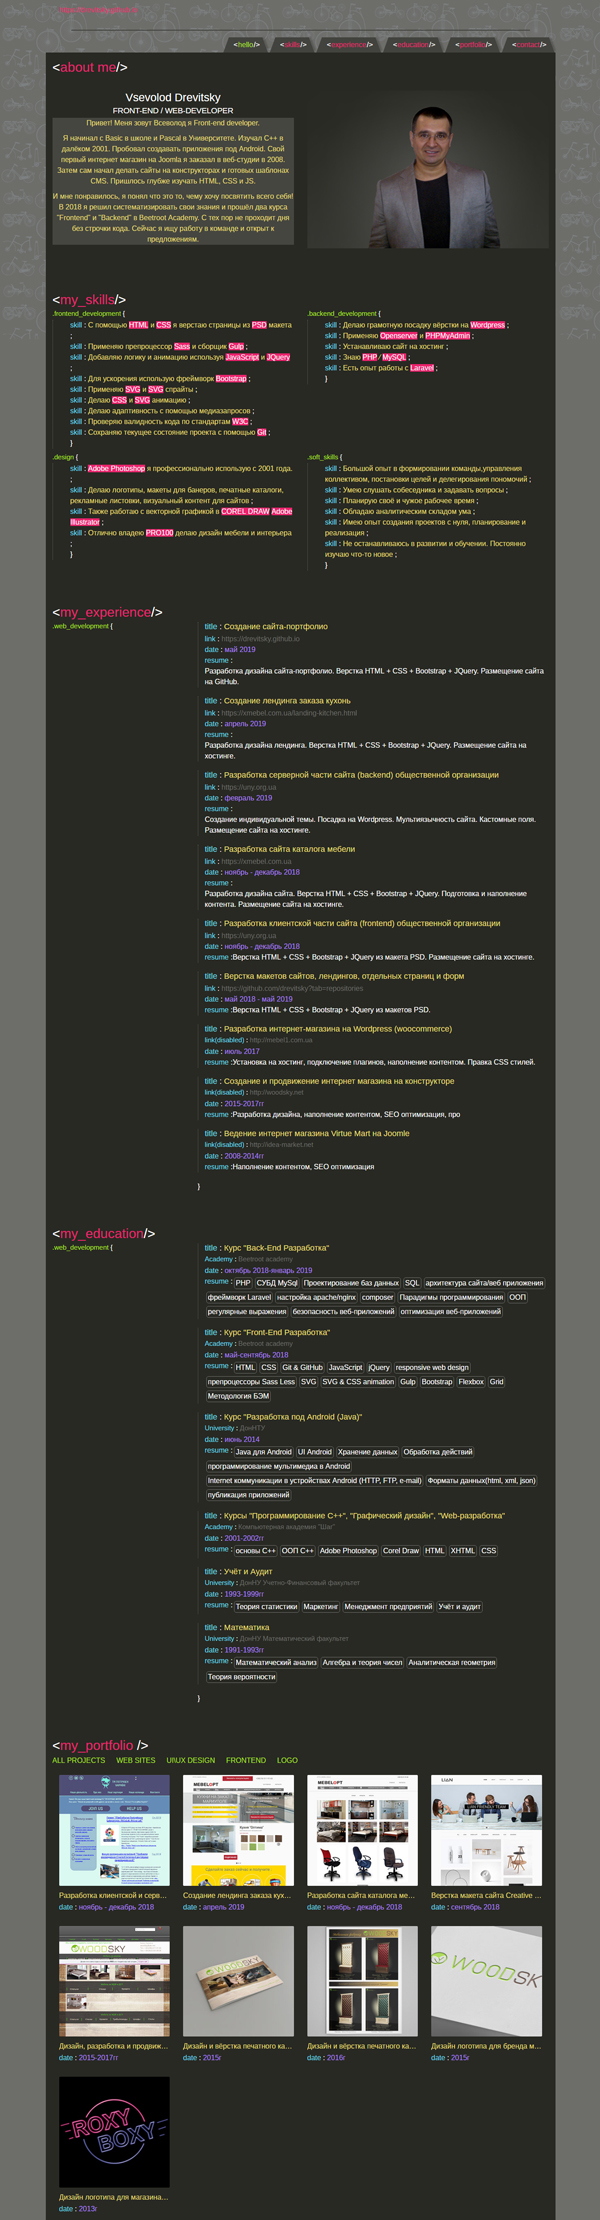 <hello/>
<skills/>
<experience/>
<education/>
<portfolio/>
<contact/>
<about me/>
Vsevolod Drevitsky
FRONT-END / WEB-DEVELOPER
Привет! Меня зовут Всеволод я Front-end developer.
Я начинал с Basic в школе и Pascal в Университете. Изучал С++ в
далёком 2001. Пробовал создавать приложения под Android. Свой
первый интернет магазин на Joomla я заказал в веб-студии в 2008.
Затем сам начал делать сайты на конструкторах и готовых шаблонах
CMS. Пришлось глубже изучать HTML, CSS и JS.
И мне понравилось, я понял что это то, чему хочу посвятить всего себя!
В 2018 я решил систематизировать свои знания и прошёл два курса
"Frontend" и "Backend" в Beetroot Academy. С тех пор не проходит дня
без строчки кода. Сейчас я ищу работу в команде и открыт к
предложениям.
<my_skills/>
.frontend_development {
skill : С помощью HTML и CSS я верстаю страницы из PSD макета
;
skill : Применяю препроцессор Sass и сборщик Gulp ;
skill : Добавляю логику и анимацию используя JavaScript и JQuery
;
skill : Для ускорения использую фреймворк Bootstrap ;
skill : Применяю SVG и SVG спрайты ;
skill : Делаю CSS и SVG анимацию ;
skill : Делаю адаптивность с помощью медиазапросов ;
skill : Проверяю валидность кода по стандартам W3C ;
skill : Сохраняю текущее состояние проекта с помощью Git ;
}
.backend_development {
skill : Делаю грамотную посадку вёрстки на Wordpress ;
skill : Применяю Openserver и PHPMyAdmin ;
skill : Устанавливаю сайт на хостинг ;
skill : Знаю PHP / MySQL ;
skill : Есть опыт работы с Laravel ;
}
.design {
skill : Adobe Photoshop я профессионально использую с 2001 года.
;
skill : Делаю логотипы, макеты для банеров, печатные каталоги,
рекламные листовки, визуальный контент для сайтов ;
skill : Также работаю с векторной графикой в COREL DRAW Adobe
Illustrator ;
skill : Отлично владею PRO100 делаю дизайн мебели и интерьера
;
}
.soft_skills {
skill : Большой опыт в формировании команды,управления
коллективом, постановки целей и делегирования пономочий ;
skill : Умею слушать собеседника и задавать вопросы ;
skill : Планирую своё и чужое рабочее время ;
skill : Обладаю аналитическим складом ума ;
skill : Имею опыт создания проектов с нуля, планирование и
реализация ;
skill : Не останавливаюсь в развитии и обучении. Постоянно
изучаю что-то новое ;
}
<my_experience/>
.web_development {
title : Создание сайта-портфолио
link : https://drevitsky.github.io
date : май 2019
resume :
Разработка дизайна сайта-портфолио. Верстка HTML + CSS + Bootstrap + JQuery. Размещение сайта
на GitHub.
title : Создание лендинга заказа кухонь
link : https://xmebel.com.ua/landing-kitchen.html
date : апрель 2019
resume :
Разработка дизайна лендинга. Верстка HTML + CSS + Bootstrap + JQuery. Размещение сайта на
хостинге.
title : Разработка серверной части сайта (backend) общественной организации
link : https://uny.org.ua
date : февраль 2019
resume :
Создание индивидуальной темы. Посадка на Wordpress. Мультиязычность сайта. Кастомные поля.
Размещение сайта на хостинге.
title : Разработка сайта каталога мебели
link : https://xmebel.com.ua
date : ноябрь - декабрь 2018
resume :
Разработка дизайна сайта. Верстка HTML + CSS + Bootstrap + JQuery. Подготовка и наполнение
контента. Размещение сайта на хостинге.
title : Разработка клиентской части сайта (frontend) общественной организации
link : https://uny.org.ua
date : ноябрь - декабрь 2018
resume :Верстка HTML + CSS + Bootstrap + JQuery из макета PSD. Размещение сайта на хостинге.
title : Верстка макетов сайтов, лендингов, отдельных страниц и форм
link : https://github.com/drevitsky?tab=repositories
date : май 2018 - май 2019
resume :Верстка HTML + CSS + Bootstrap + JQuery из макетов PSD.
title : Разработка интернет-магазина на Wordpress (woocommerce)
link(disabled) : http://mebel1.com.ua
date : июль 2017
resume :Установка на хостинг, подключение плагинов, наполнение контентом. Правка CSS стилей.
title : Создание и продвижение интернет магазина на конструкторе
link(disabled) : http://woodsky.net
date : 2015-2017гг
resume :Разработка дизайна, наполнение контентом, SEO оптимизация, про
title : Ведение интернет магазина Virtue Mart на Joomle
link(disabled) : http://idea-market.net
date : 2008-2014гг
resume :Наполнение контентом, SEO оптимизация
}
<my_education/>
.web_development {
title : Курс "Back-End Разработка"
Academy : Beetroot academy
date : октябрь 2018-январь 2019
resume : PHP СУБД MySql Проектирование баз данных SQL архитектура сайта/веб приложения
фреймворк Laravel настройка apache/nginx composer Парадигмы программирования ООП
регулярные выражения безопасность веб-приложений оптимизация веб-приложений
title : Курс "Front-End Разработка"
Academy : Beetroot academy
date : май-сентябрь 2018
resume : HTML CSS Git & GitHub JavaScript jQuery responsive web design
препроцессоры Sass Less SVG SVG & CSS animation Gulp Bootstrap Flexbox Grid
Методология БЭМ
title : Курс "Разработка под Android (Java)"
University : ДонНТУ
date : июнь 2014
resume : Java для Android UI Android Хранение данных Обработка действий
программирование мультимедиа в Android
Internet коммуникации в устройствах Android (HTTP, FTP, e-mail) Форматы данных(html, xml, json)
публикация приложений
title : Курсы "Программирование С++", "Графический дизайн", "Web-разработка"
Academy : Компьютерная академия "Шаг"
date : 2001-2002гг
resume : основы С++ ООП С++ Adobe Photoshop Corel Draw HTML XHTML CSS
title : Учёт и Аудит
University : ДонНУ Учетно-Финансовый факультет
date : 1993-1999гг
resume : Теория статистики Маркетинг Менеджмент предприятий Учёт и аудит
title : Математика
University : ДонНУ Математический факультет
date : 1991-1993гг
resume : Математический анализ Алгебра и теория чисел Аналитическая геометрия
Теория вероятности
}
<my_portfolio />
ALL PROJECTS WEB SITES UI\UX DESIGN FRONTEND LOGO
JOIN US HELP US
MEBELOPT
MEBELOPT
LIAN
Разработка клиентской и серв...
date : ноябрь - декабрь 2018
Создание лендинга заказа кух...
date : апрель 2019
Разработка сайта каталога ме...
date : ноябрь - декабрь 2018
Верстка макета сайта Creative ...
date : сентябрь 2018
WOODSKY
SKY
WOODSK
Дизайн, разработка и продвиж...
date : 2015-2017гг
Дизайн и вёрстка печатного ка...
date : 2015г
Дизайн и вёрстка печатного ка...
date : 2016г
Дизайн логотипа для бренда м...
date : 2015г
ROXY
BOXY
Дизайн логотипа для магазина...
date : 2013г